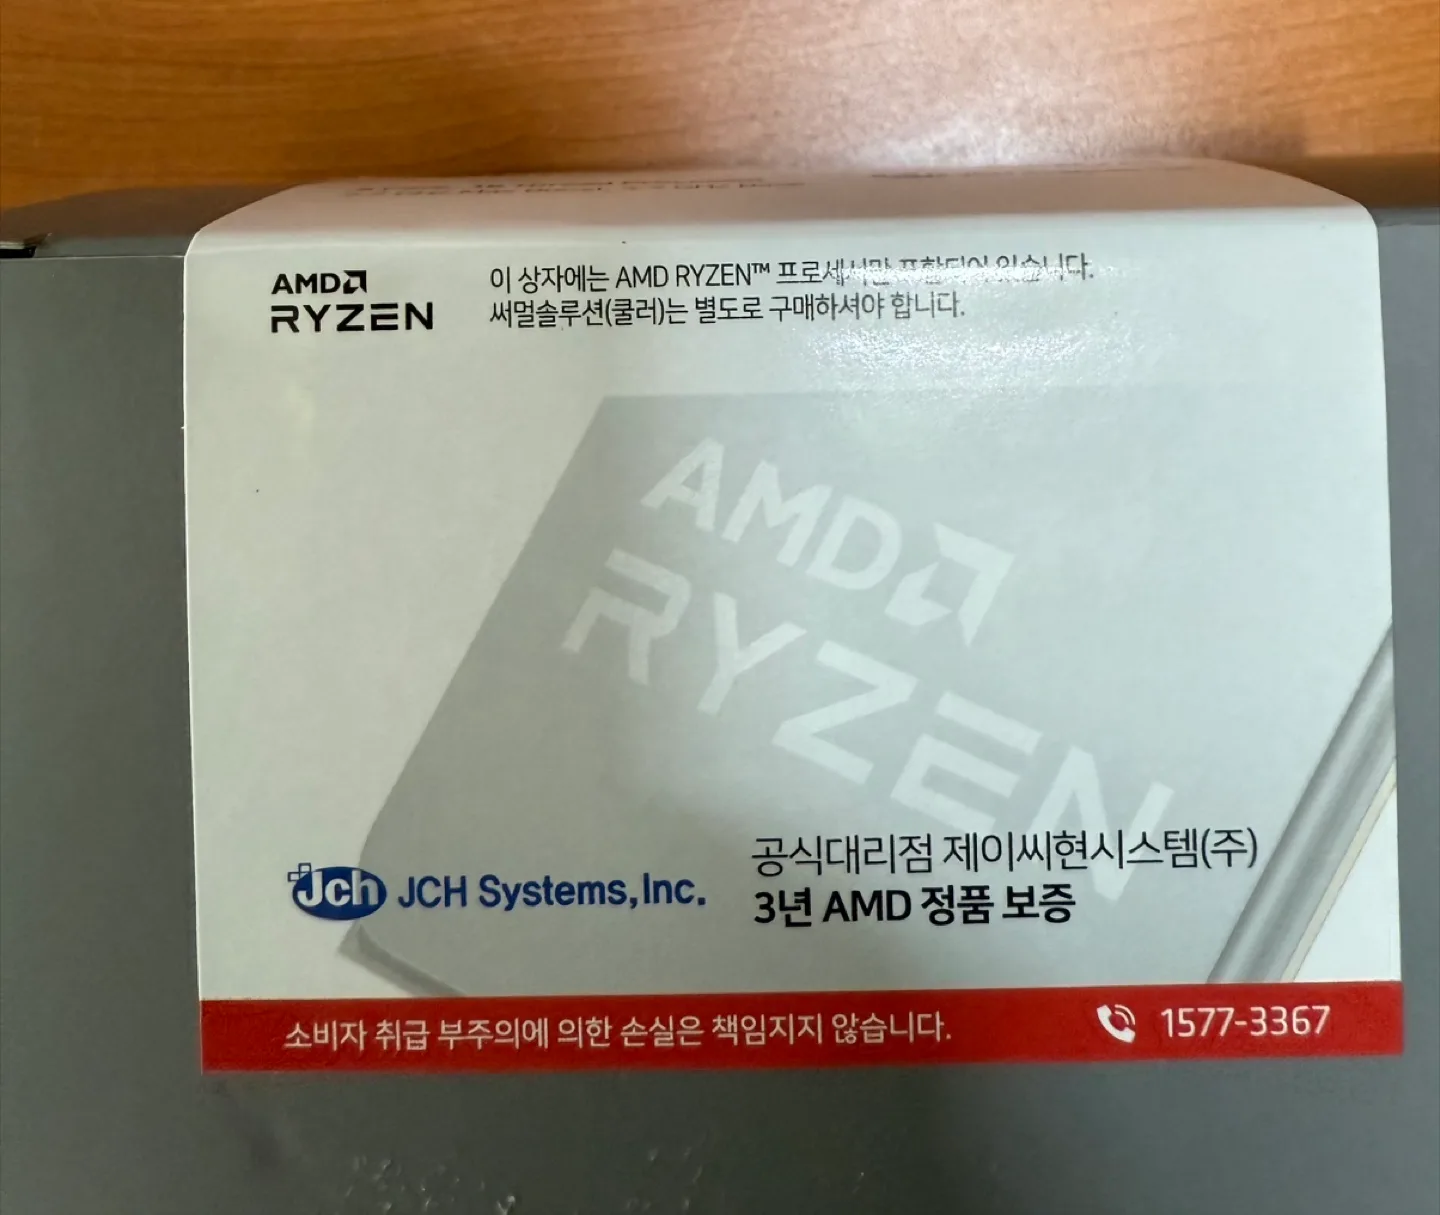 AMD
RYZEN
이 상자에는 AMD RYZEN™ 프로세서만 포함되어 있습니다.
써멀솔루션(쿨러)는 별도로 구매하셔야 합니다.
AMD
RYZEN
공식대리점 제이씨현시스템(주)
Jch JCH Systems,Inc.
3년 AMD 정품 보증
소비자 취급 부주의에 의한 손실은 책임지지 않습니다.
1577-3367